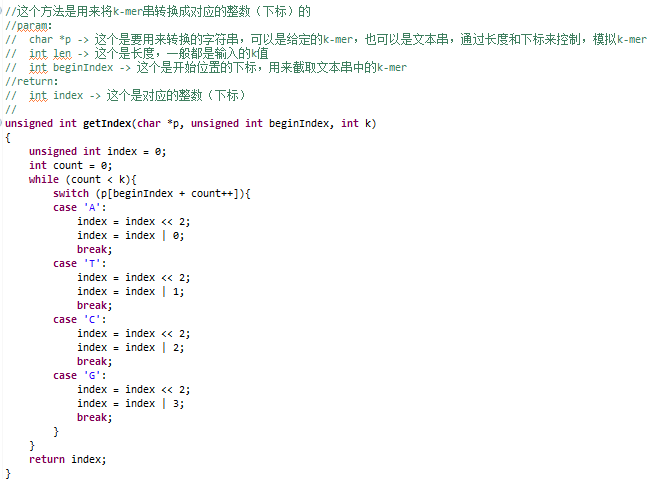 //这个方法是用来将k-mer串转换成对应的整数（下标）的
//param:
//  char *p -> 这个是要用来转换的字符串，可以是给定的k-mer，也可以是文本串，通过长度和下标来控制，模拟k-mer
//  int len -> 这个是长度，一般都是输入的k值
//  int beginIndex -> 这个是开始位置的下标，用来截取文本串中的k-mer
//return:
//  int index -> 这个是对应的整数（下标）
//
unsigned int getIndex(char *p, unsigned int beginIndex, int k)
{
    unsigned int index = 0;
    int count = 0;
    while (count < k){
        switch (p[beginIndex + count++]){
        case 'A':
            index = index << 2;
            index = index | 0;
            break;
        case 'T':
            index = index << 2;
            index = index | 1;
            break;
        case 'C':
            index = index << 2;
            index = index | 2;
            break;
        case 'G':
            index = index << 2;
            index = index | 3;
            break;
        }
    }
    return index;
}